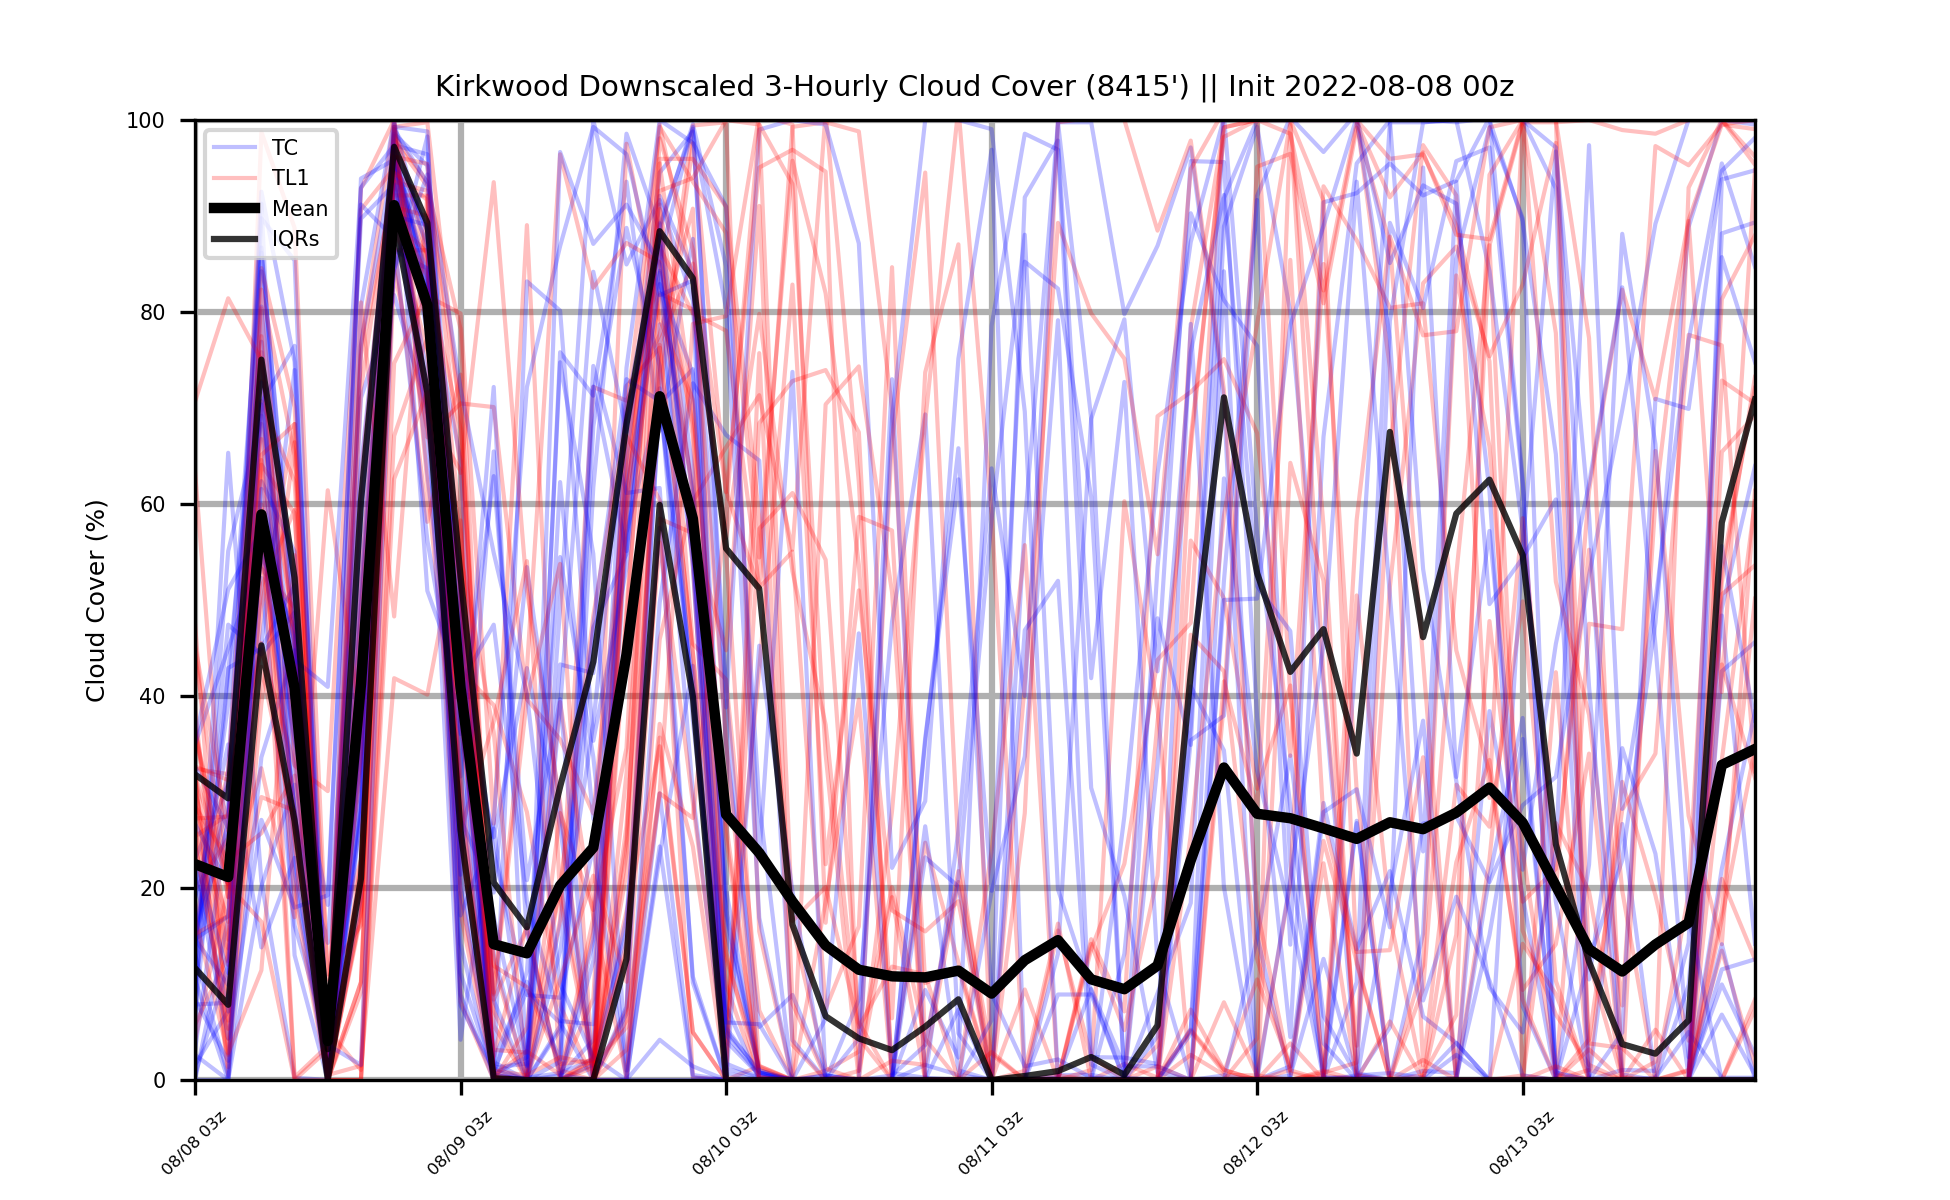 Kirkwood Downscaled 3-Hourly Cloud Cover (8415') || Init 2022-08-08 00z
TC
TL1
Mean
IQRs
Cloud Cover (%)
100
80
60
40
20
0
08/08 03z
08/09 03z
08/10 03z
08/11 03z
08/12 03z
08/13 03z